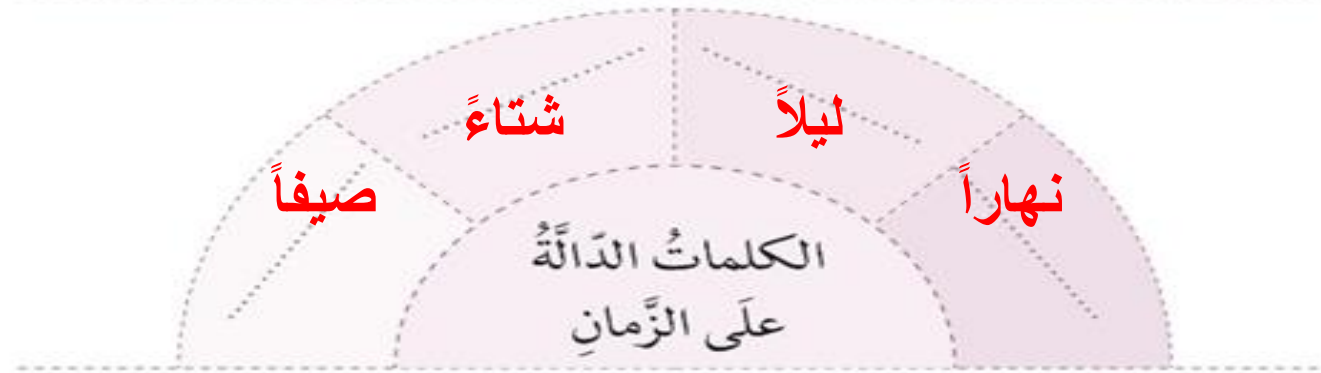 نهاراً
ليلاً
شتاءً
صيفاً
الكلماتُ الدّالَّةُ
علَى الزَّمانِ